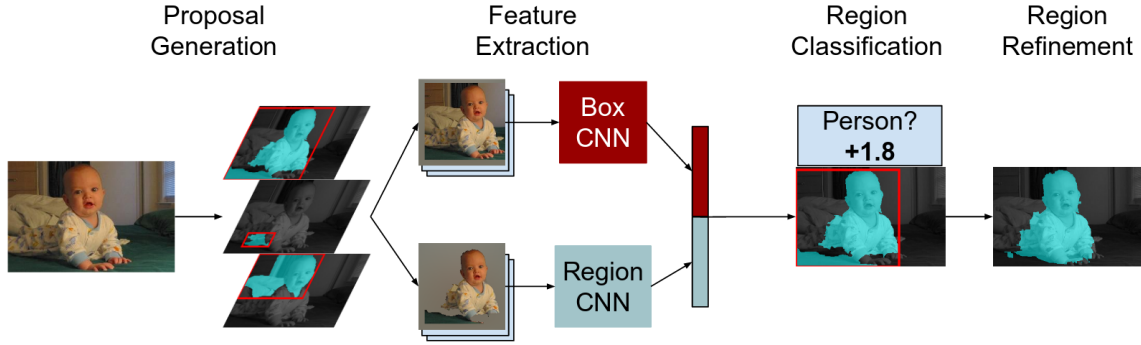 Proposal
Generation
Feature
Extraction
Region
Classification
Region
Refinement
Box
CNN
Region
CNN
Person?
+1.8